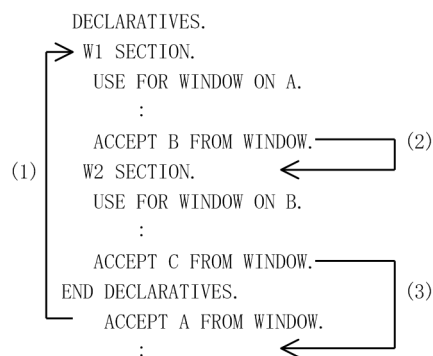 DECLARATIVES.
W1 SECTION.
USE FOR WINDOW ON A.
:
ACCEPT B FROM WINDOW. (2)
(1) W2 SECTION.
USE FOR WINDOW ON B.
:
ACCEPT C FROM WINDOW.
END DECLARATIVES. (3)
ACCEPT A FROM WINDOW.
: